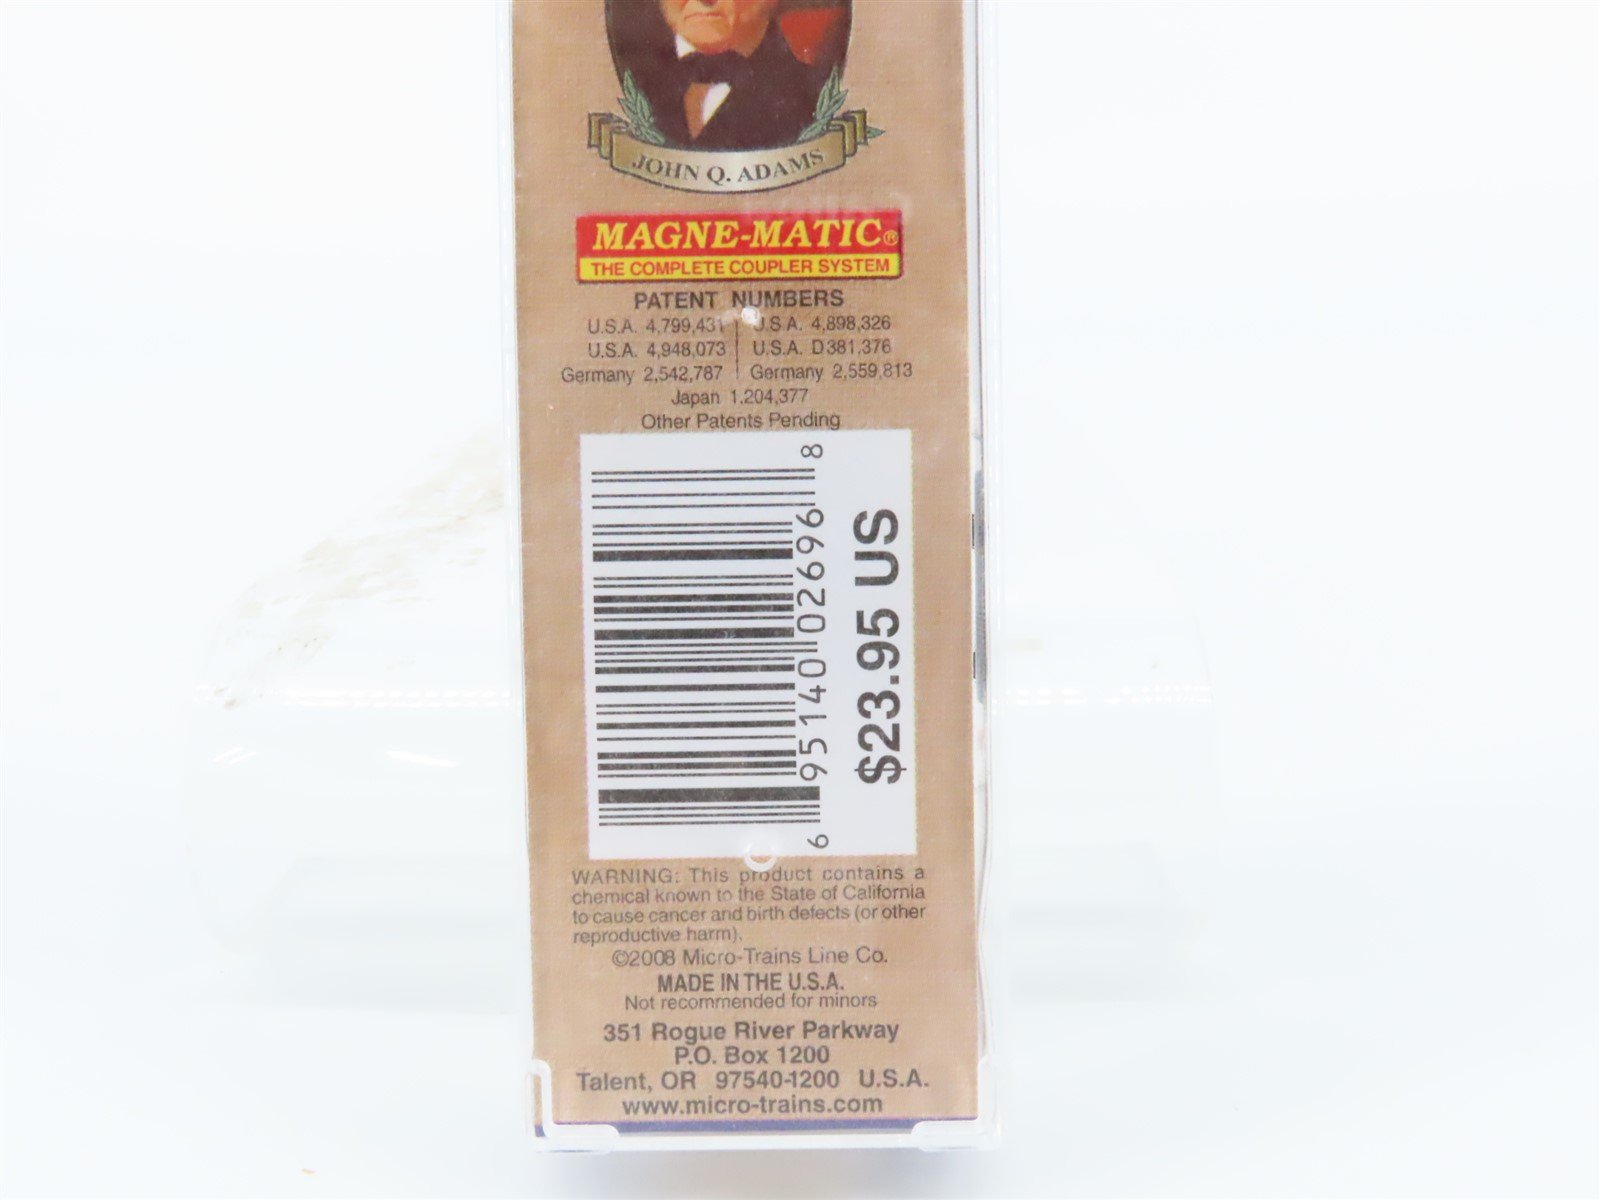 JOHN Q. ADAMS
MAGNE-MATIC®
THE COMPLETE COUPLER SYSTEM
PATENT NUMBERS
U.S.A. 4,799,431 U.S.A. 4,898,326
U.S.A. 4,948,073 U.S.A. D381,376
Germany 2,542,787 Germany 2,559,813
Japan 1,204,377
Other Patents Pending
6 95140 02696 8
$23.95 US
WARNING: This product contains a
chemical known to the State of California
to cause cancer and birth defects (or other
reproductive harm).
©2008 Micro-Trains Line Co.
MADE IN THE U.S.A.
Not recommended for minors
351 Rogue River Parkway
P.O. Box 1200
Talent, OR 97540-1200 U.S.A.
www.micro-trains.com